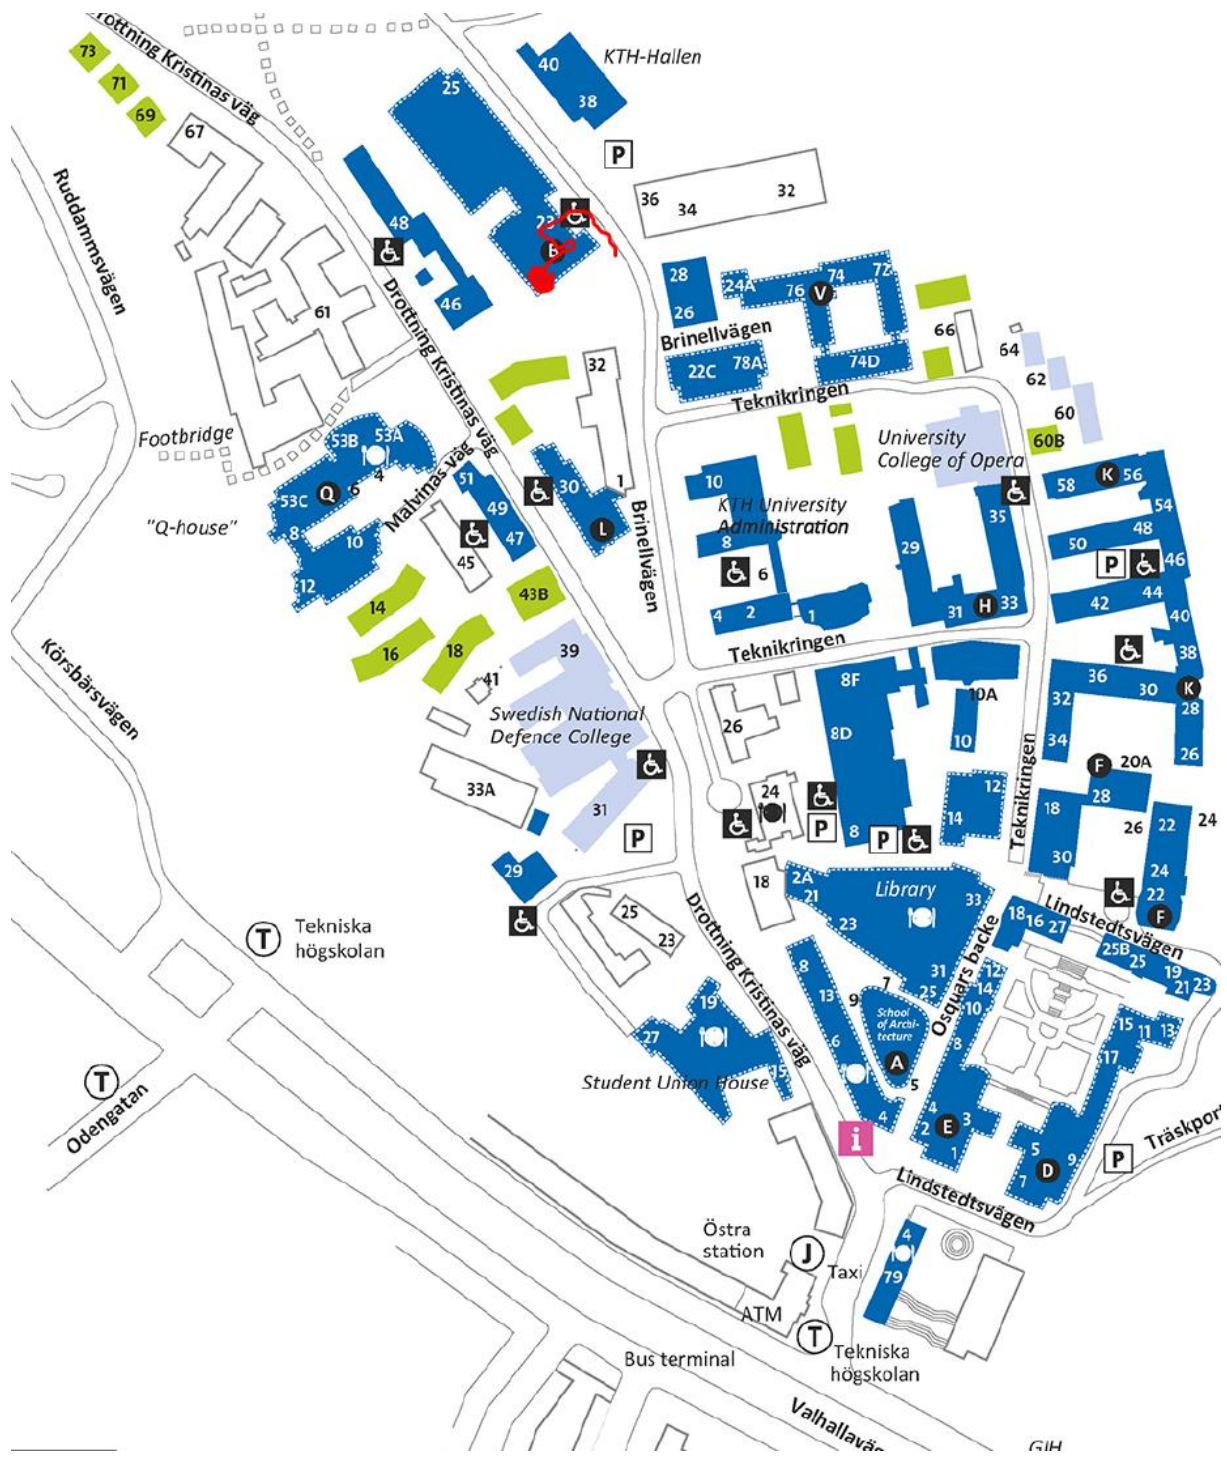 Drottning Kristinas väg
73
71
69
67
40
KTH-Hallen
38
25
P
36
34
32
Ruddammsvägen
48
23
B
46
61
28
26
24A
76
74
72
V
Brinellvägen
22C
78A
74D
Teknikringen
66
64
62
60
60B
Drottning Kristinas väg
32
1
Footbridge
53B
53A
4
6
53C
Q
8
10
12
"Q-house"
Malvinas väg
51
49
47
45
30
L
Brinellvägen
University
College of Opera
10
KTH University
Administration
8
6
4
2
1
29
35
31
H
33
58
K
56
54
50
48
P
46
44
42
40
38
36
30
K
32
34
28
26
14
16
18
43B
39
41
Swedish National
Defence College
33A
31
P
29
Teknikringen
Körsbärsvägen
26
8F
8D
8
10A
10
24
P
P
12
14
Teknikringen
F
20A
28
18
30
26
22
24
24
22
F
18
2A
21
23
Library
33
31
25
Lindstedtsvägen
18
16
27
25B
25
19
21
23
T
Tekniska
högskolan
25
23
Drottning Kristinas väg
8
13
6
4
7
9
School
of Archi-
tecture
A
5
Osquars backe
12
14
10
8
4
2
3
E
1
15
11
13
17
5
7
9
D
P
Träskport
19
27
15
Student Union House
T
Odengatan
i
Lindstedtsvägen
Östra
station
J
Taxi
4
79
ATM
T
Tekniska
högskolan
Bus terminal
Valhallaväg
GIH